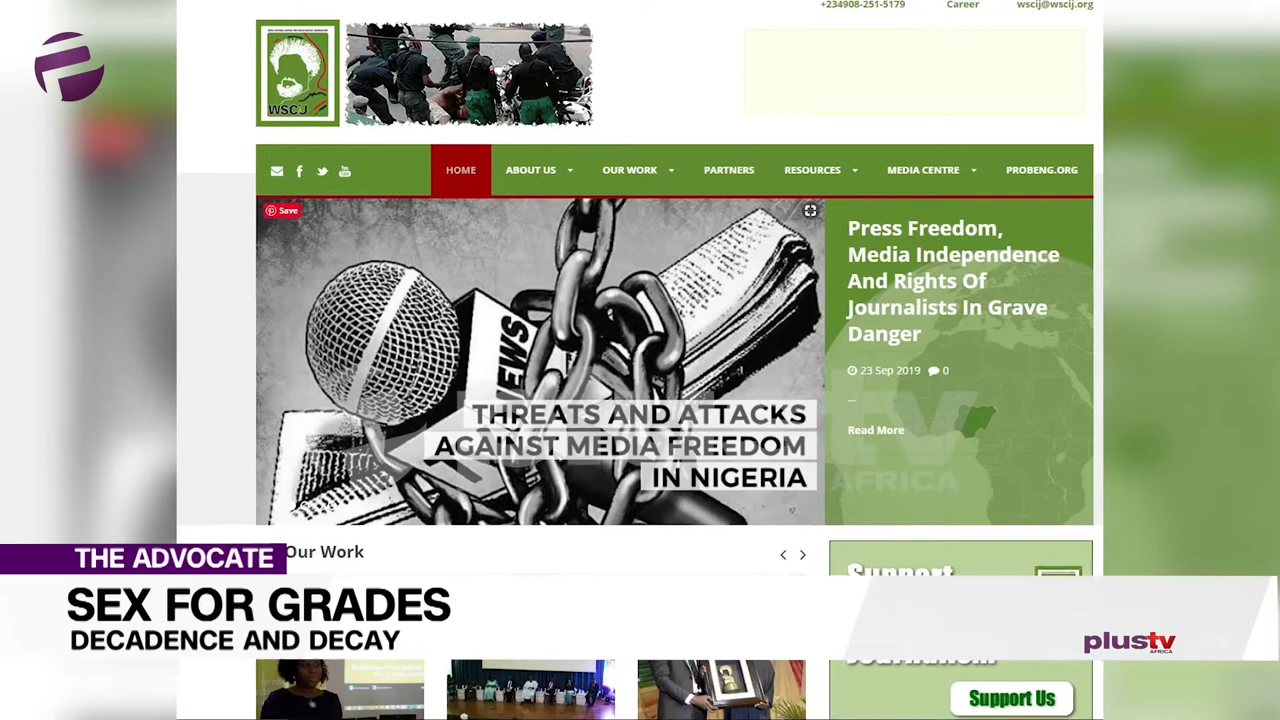 +234908-251-5179 Career wscij@wscij.org
WSCIJ
HOME ABOUT US OUR WORK PARTNERS RESOURCES MEDIA CENTRE PROBENG.ORG
Save
NEWS
THREATS AND ATTACKS
AGAINST MEDIA FREEDOM
IN NIGERIA
Press Freedom,
Media Independence
And Rights Of
Journalists In Grave
Danger
23 Sep 2019 0
...
Read More
AFRICA
Our Work
Support
THE ADVOCATE
SEX FOR GRADES
DECADENCE AND DECAY
plustv
AFRICA
Support Us